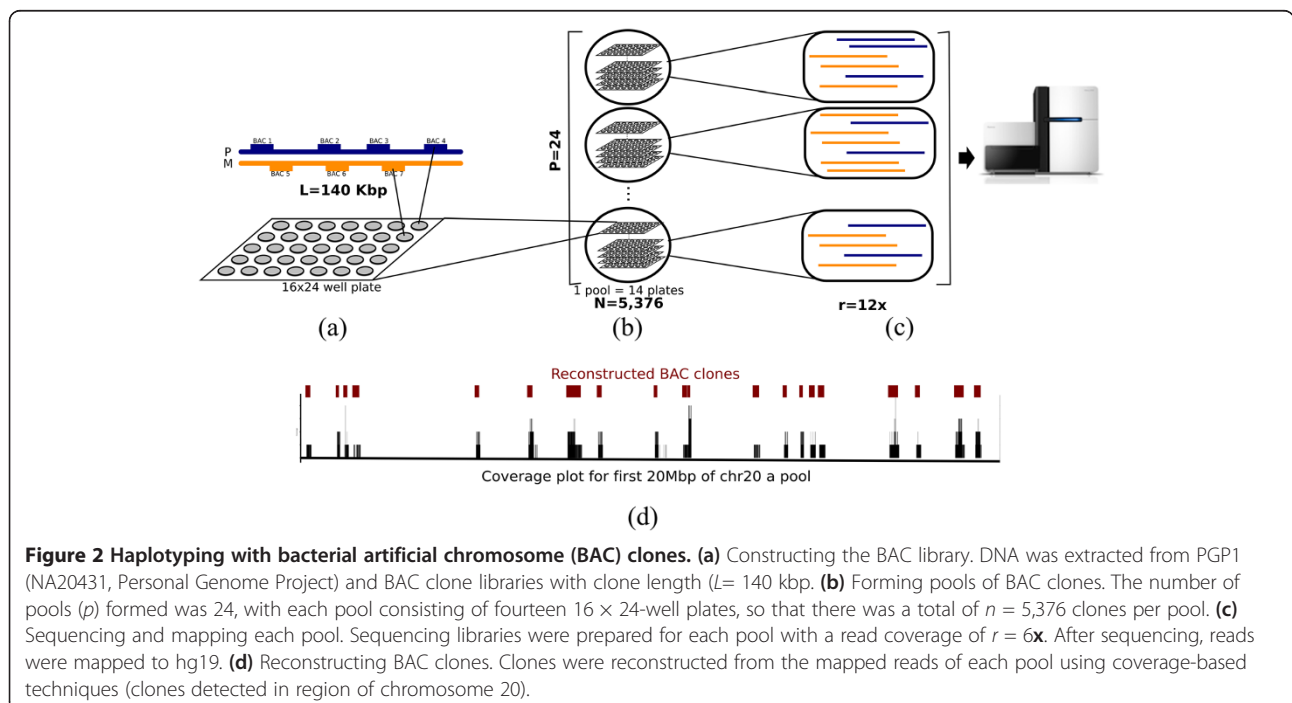 BAC 1 BAC 2 BAC 3 BAC 4
P
M
BAC 5 BAC 6 BAC 7
L=140 Kbp
16x24 well plate
(a)
P=24
1 pool = 14 plates
N=5,376
(b)
r=12x
(c)
Reconstructed BAC clones
Coverage plot for first 20Mbp of chr20 a pool
(d)
Figure 2 Haplotyping with bacterial artificial chromosome (BAC) clones. (a) Constructing the BAC library. DNA was extracted from PGP1
(NA20431, Personal Genome Project) and BAC clone libraries with clone length (L= 140 kbp. (b) Forming pools of BAC clones. The number of
pools (p) formed was 24, with each pool consisting of fourteen 16 × 24-well plates, so that there was a total of n = 5,376 clones per pool. (c)
Sequencing and mapping each pool. Sequencing libraries were prepared for each pool with a read coverage of r = 6x. After sequencing, reads
were mapped to hg19. (d) Reconstructing BAC clones. Clones were reconstructed from the mapped reads of each pool using coverage-based
techniques (clones detected in region of chromosome 20).